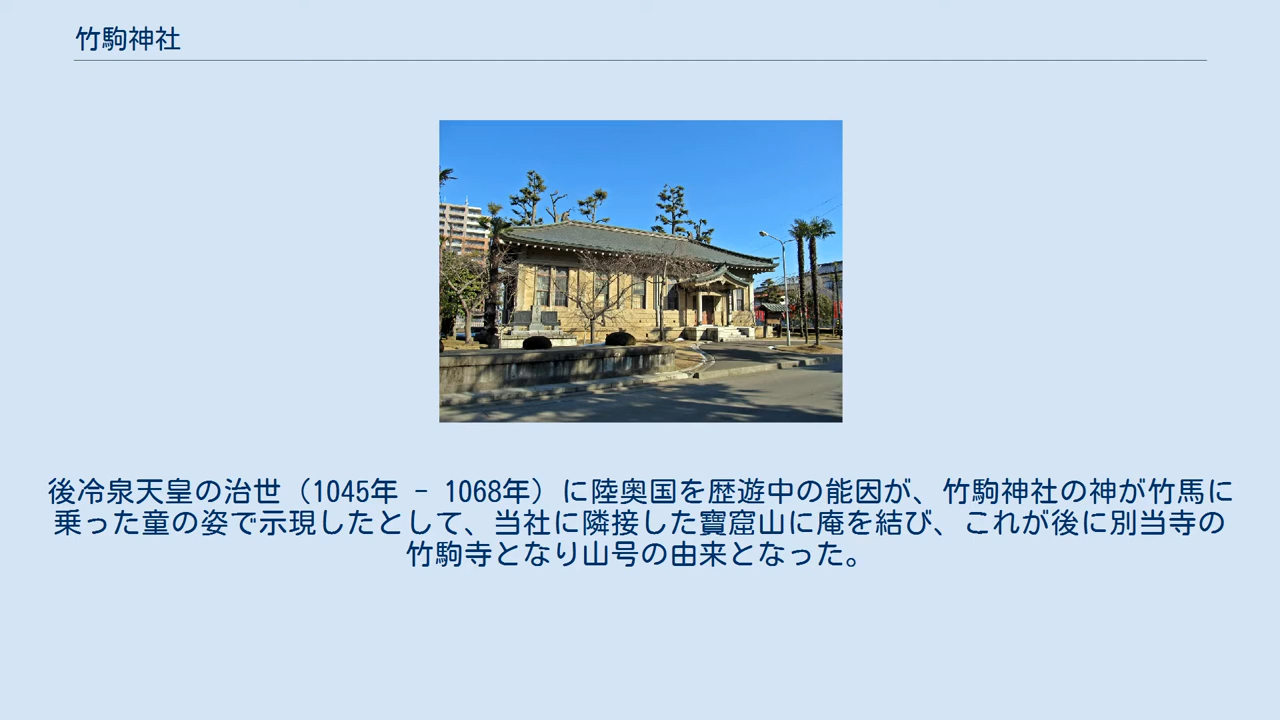 竹駒神社
後冷泉天皇の治世（1045年 - 1068年）に陸奥国を歴遊中の能因が、竹駒神社の神が竹馬に
乗った童の姿で示現したとして、当社に隣接した寶窟山に庵を結び、これが後に別当寺の
竹駒寺となり山号の由来となった。